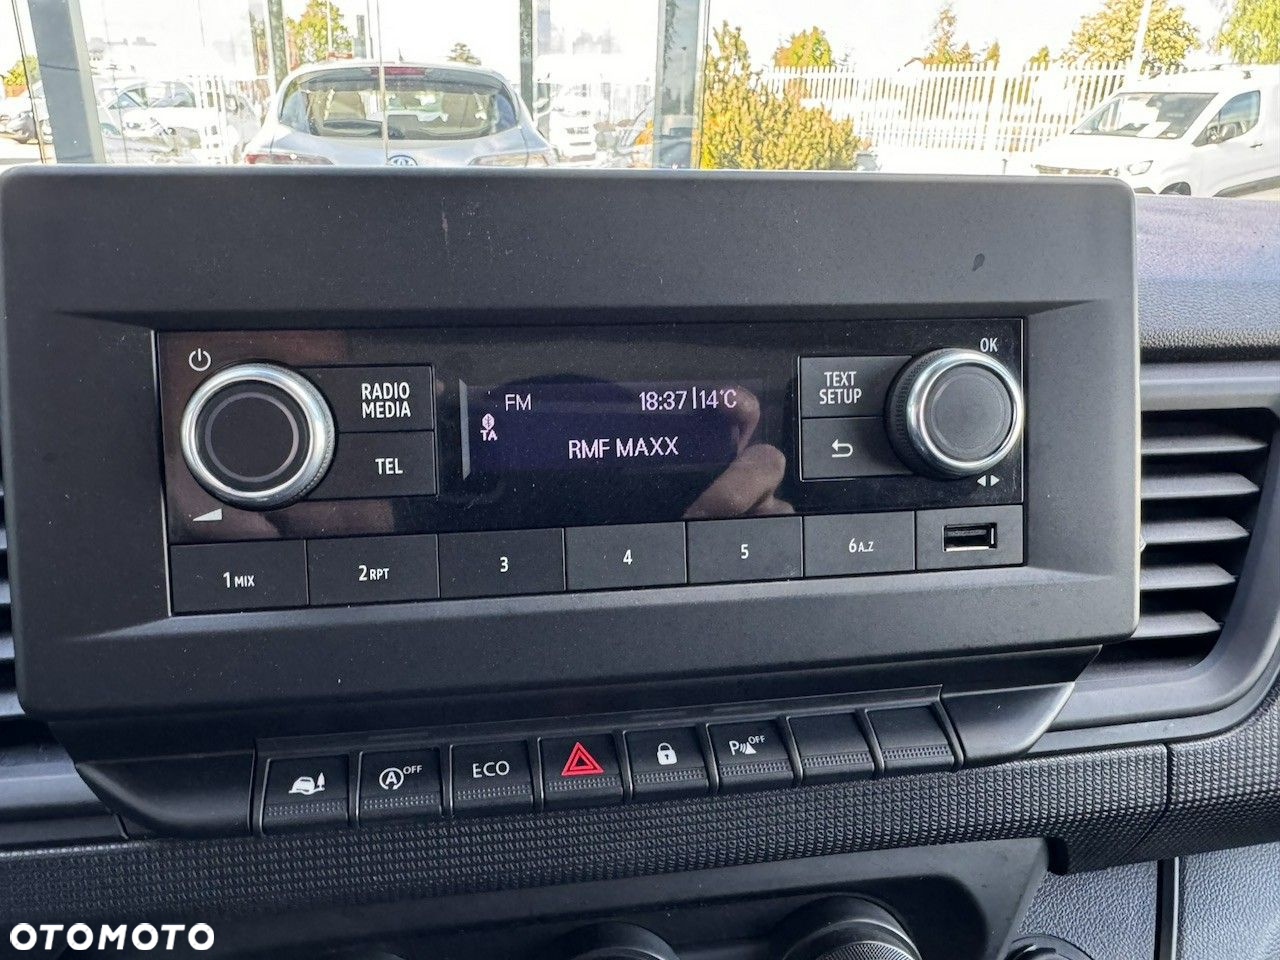 OK
RADIO
MEDIA
TEL
FM
18:37|14°C
TA
RMF MAXX
TEXT
SETUP
1 MIX
2 RPT
3
4
5
6 A..Z
A OFF
ECO
P OFF
OTOMOTO